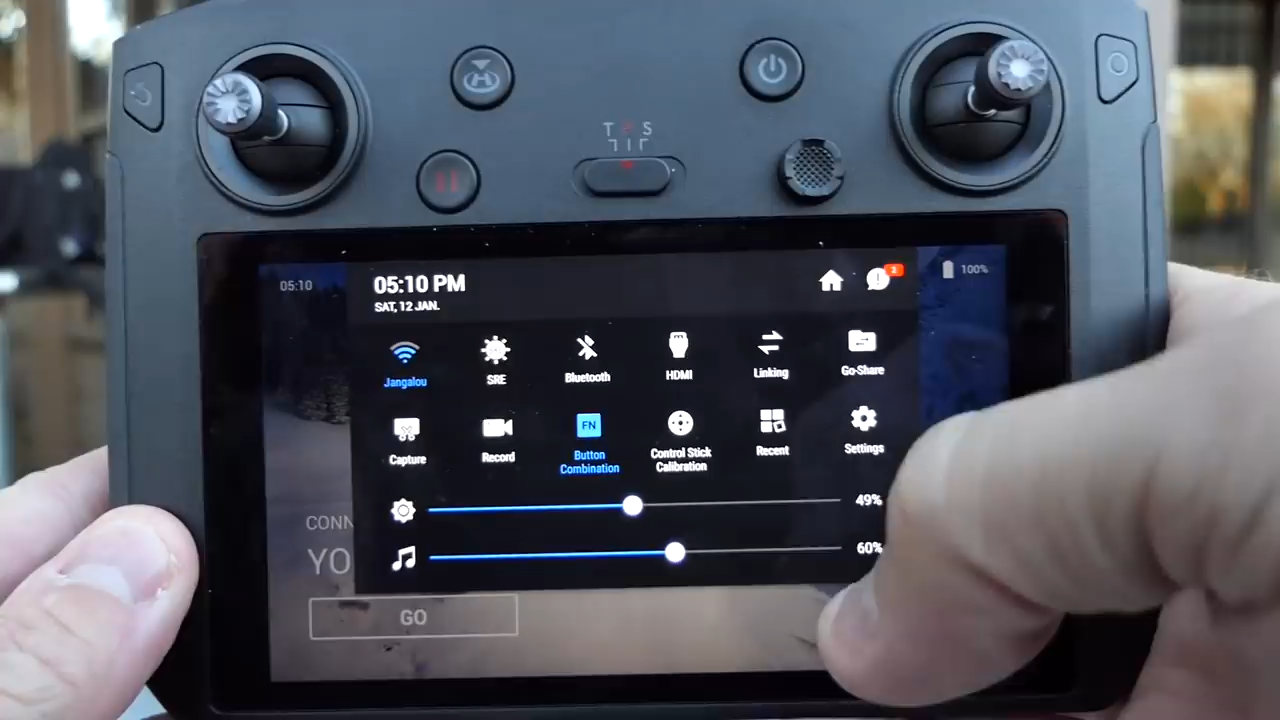 T P S
05:10
05:10 PM
SAT, 12 JAN.
2
100%
Jangalou
SRE
Bluetooth
HDMI
Linking
Go-Share
Capture
Record
FN
Button
Combination
Control Stick
Calibration
Recent
Settings
49%
60%
CONN
YO
GO